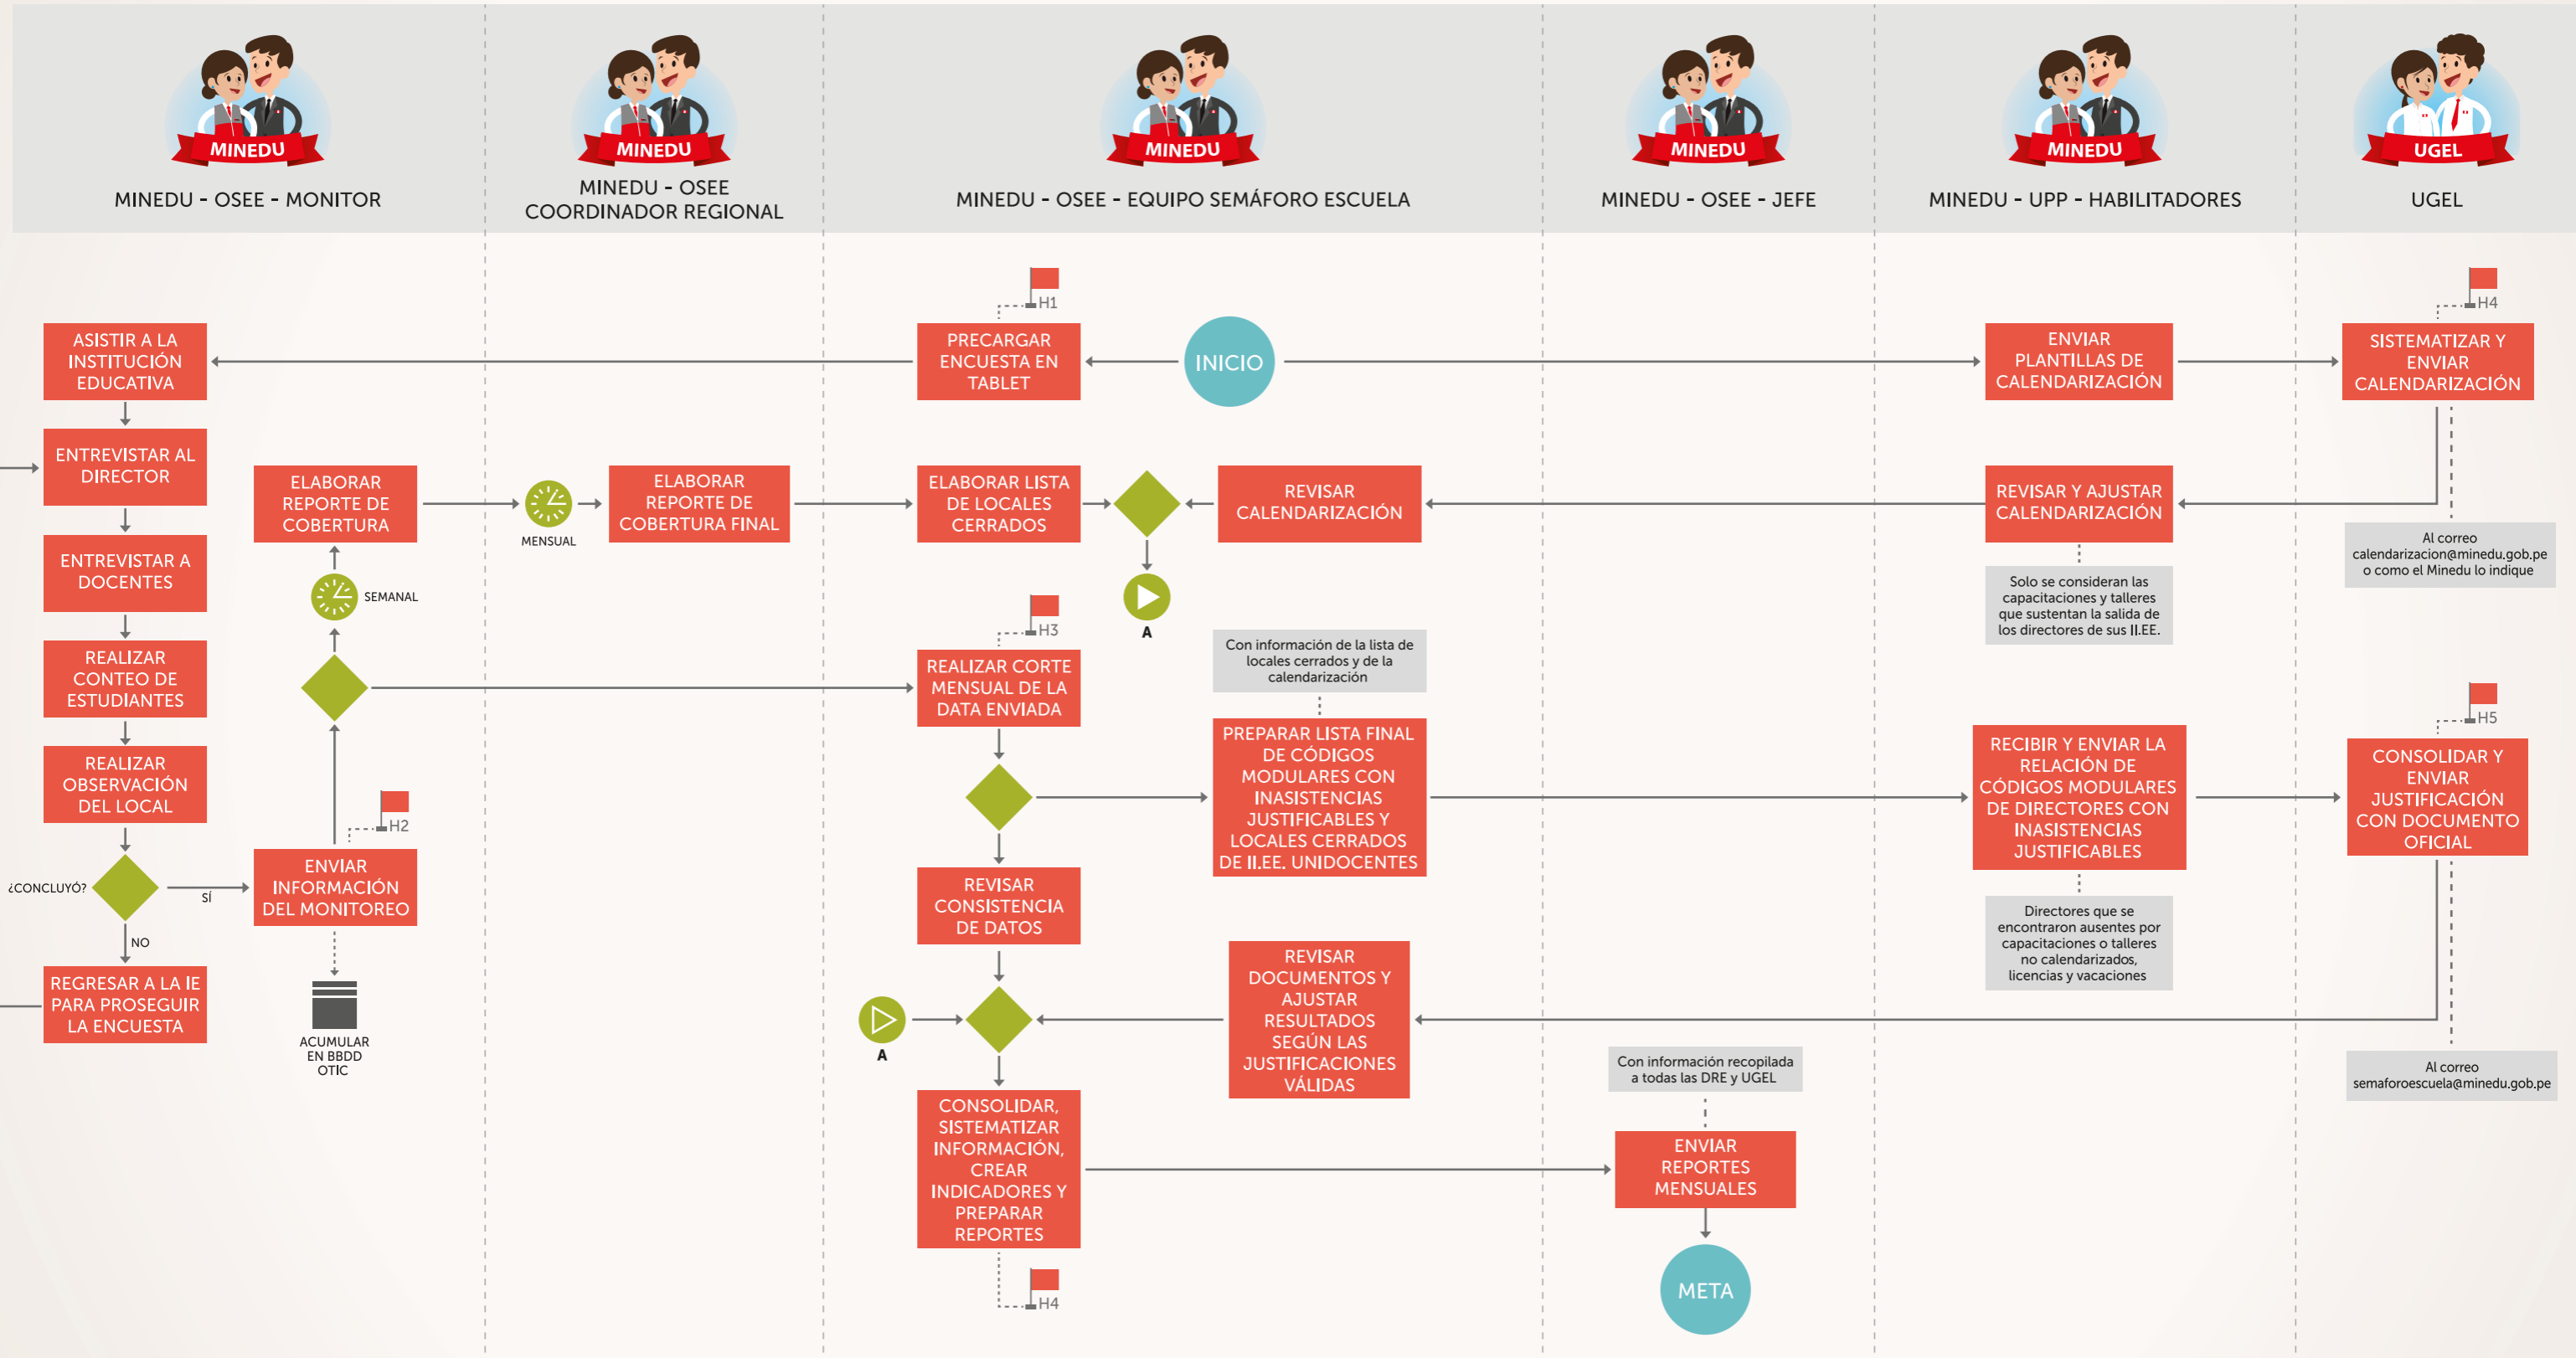 MINEDU
MINEDU - OSEE - MONITOR
MINEDU
MINEDU - OSEE
COORDINADOR REGIONAL
MINEDU
MINEDU - OSEE - EQUIPO SEMÁFORO ESCUELA
MINEDU
MINEDU - OSEE - JEFE
MINEDU
MINEDU - UPP - HABILITADORES
UGEL
UGEL
ASISTIR A LA
INSTITUCIÓN
EDUCATIVA
H1
PRECARGAR
ENCUESTA EN
TABLET
INICIO
ENVIAR
PLANTILLAS DE
CALENDARIZACIÓN
H4
SISTEMATIZAR Y
ENVIAR
CALENDARIZACIÓN
ENTREVISTAR AL
DIRECTOR
ELABORAR
REPORTE DE
COBERTURA
MENSUAL
ELABORAR
REPORTE DE
COBERTURA FINAL
ELABORAR LISTA
DE LOCALES
CERRADOS
REVISAR
CALENDARIZACIÓN
REVISAR Y AJUSTAR
CALENDARIZACIÓN
Al correo
calendarizacion@minedu.gob.pe
o como el Minedu lo indique
ENTREVISTAR A
DOCENTES
SEMANAL
A
Solo se consideran las
capacitaciones y talleres
que sustentan la salida de
los directores de sus II.EE.
REALIZAR
CONTEO DE
ESTUDIANTES
H3
REALIZAR CORTE
MENSUAL DE LA
DATA ENVIADA
Con información de la lista de
locales cerrados y de la
calendarización
PREPARAR LISTA FINAL
DE CÓDIGOS
MODULARES CON
INASISTENCIAS
JUSTIFICABLES Y
LOCALES CERRADOS
DE II.EE. UNIDOCENTES
RECIBIR Y ENVIAR LA
RELACIÓN DE
CÓDIGOS MODULARES
DE DIRECTORES CON
INASISTENCIAS
JUSTIFICABLES
H5
CONSOLIDAR Y
ENVIAR
JUSTIFICACIÓN
CON DOCUMENTO
OFICIAL
REALIZAR
OBSERVACIÓN
DEL LOCAL
H2
¿CONCLUYÓ?
SÍ
ENVIAR
INFORMACIÓN
DEL MONITOREO
NO
REVISAR
CONSISTENCIA
DE DATOS
Directores que se
encontraron ausentes por
capacitaciones o talleres
no calendarizados,
licencias y vacaciones
REGRESAR A LA IE
PARA PROSEGUIR
LA ENCUESTA
ACUMULAR
EN BBDD
OTIC
A
REVISAR
DOCUMENTOS Y
AJUSTAR
RESULTADOS
SEGÚN LAS
JUSTIFICACIONES
VÁLIDAS
Con información recopilada
a todas las DRE y UGEL
Al correo
semaforoescuela@minedu.gob.pe
CONSOLIDAR,
SISTEMATIZAR
INFORMACIÓN,
CREAR
INDICADORES Y
PREPARAR
REPORTES
ENVIAR
REPORTES
MENSUALES
H4
META